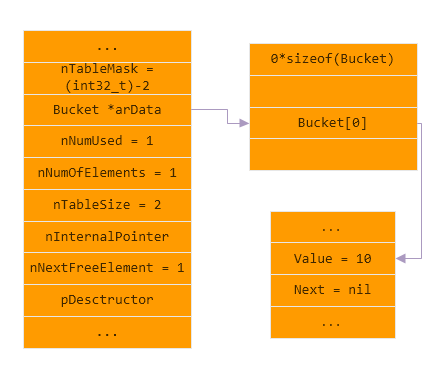 ...
nTableMask =
(int32_t)-2
Bucket *arData
nNumUsed = 1
nNumOfElements = 1
nTableSize = 2
nInternalPointer
nNextFreeElement = 1
pDesctructor
...
0*sizeof(Bucket)
Bucket[0]
...
Value = 10
Next = nil
...